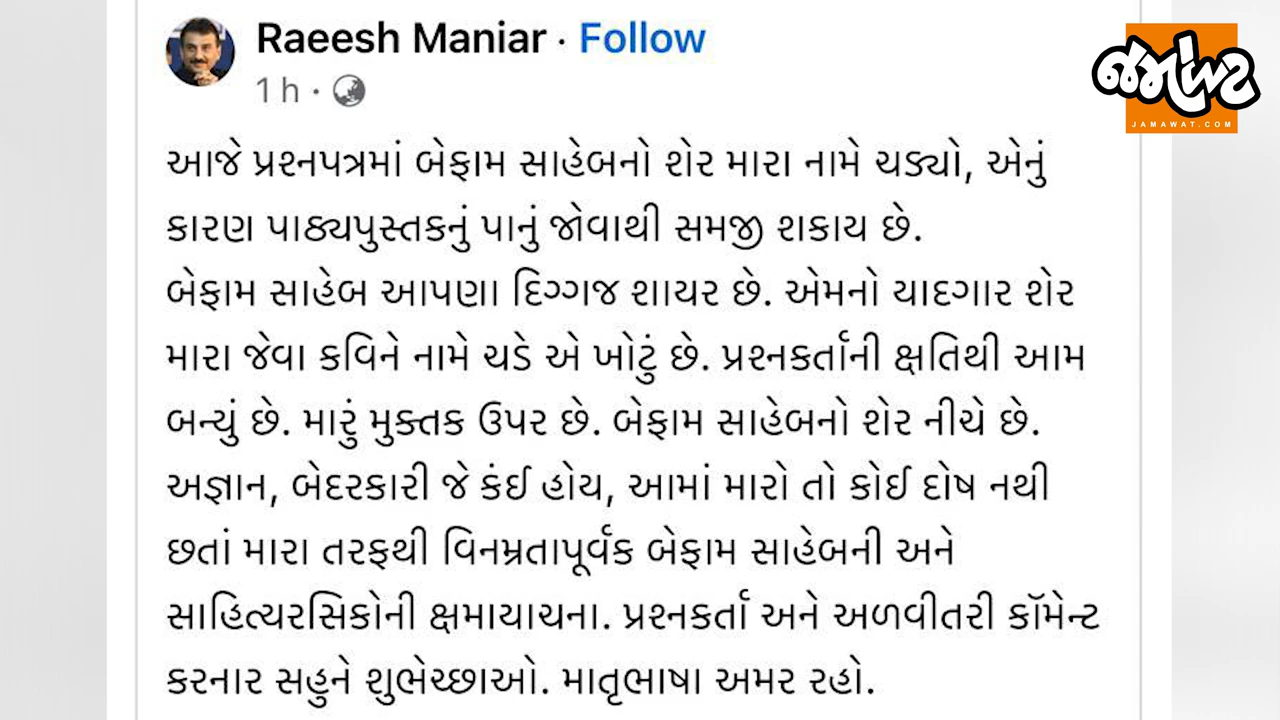 Raeesh Maniar · Follow
જમાવટ
JAMAWAT.COM
1 h ·
આજે પ્રશ્નપત્રમાં બેફામ સાહેબનો શેર મારા નામે ચડ્યો, એનું
કારણ પાઠ્યપુસ્તકનું પાનું જોવાથી સમજી શકાય છે.
બેફામ સાહેબ આપણા દિગ્ગજ શાયર છે. એમનો યાદગાર શેર
મારા જેવા કવિને નામે ચડે એ ખોટું છે. પ્રશ્નકર્તાની ક્ષતિથી આમ
બન્યું છે. મારું મુક્તક ઉપર છે. બેફામ સાહેબનો શેર નીચે છે.
અજ્ઞાન, બેદરકારી જે કંઈ હોય, આમાં મારો તો કોઈ દોષ નથી
છતાં મારા તરફથી વિનમ્રતાપૂર્વક બેફામ સાહેબની અને
સાહિત્યરસિકોની ક્ષમાયાચના. પ્રશ્નકર્તા અને અળવીતરી કૉમેન્ટ
કરનાર સહુને શુભેચ્છાઓ. માતૃભાષા અમર રહો.